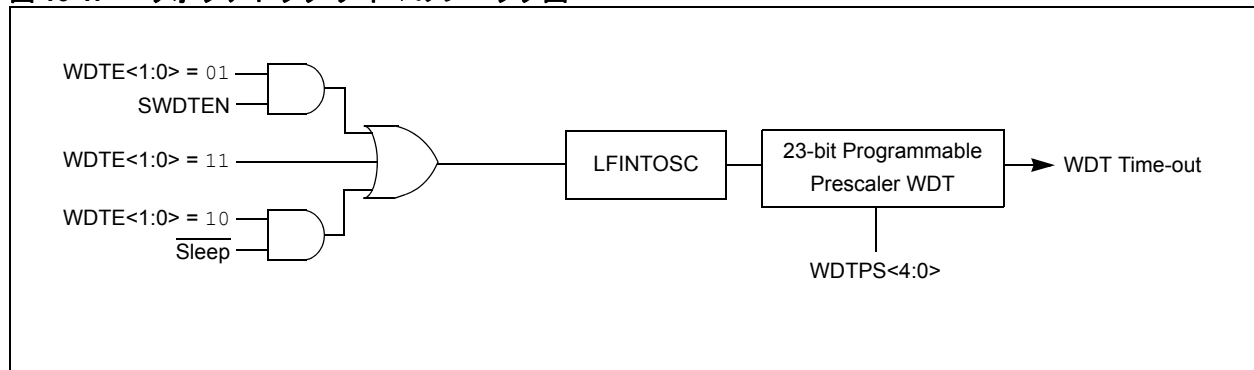 WDTE<1:0> = 01
SWDTEN
WDTE<1:0> = 11
WDTE<1:0> = 10
Sleep
LFINTOSC
23-bit Programmable
Prescaler WDT
WDT Time-out
WDTPS<4:0>